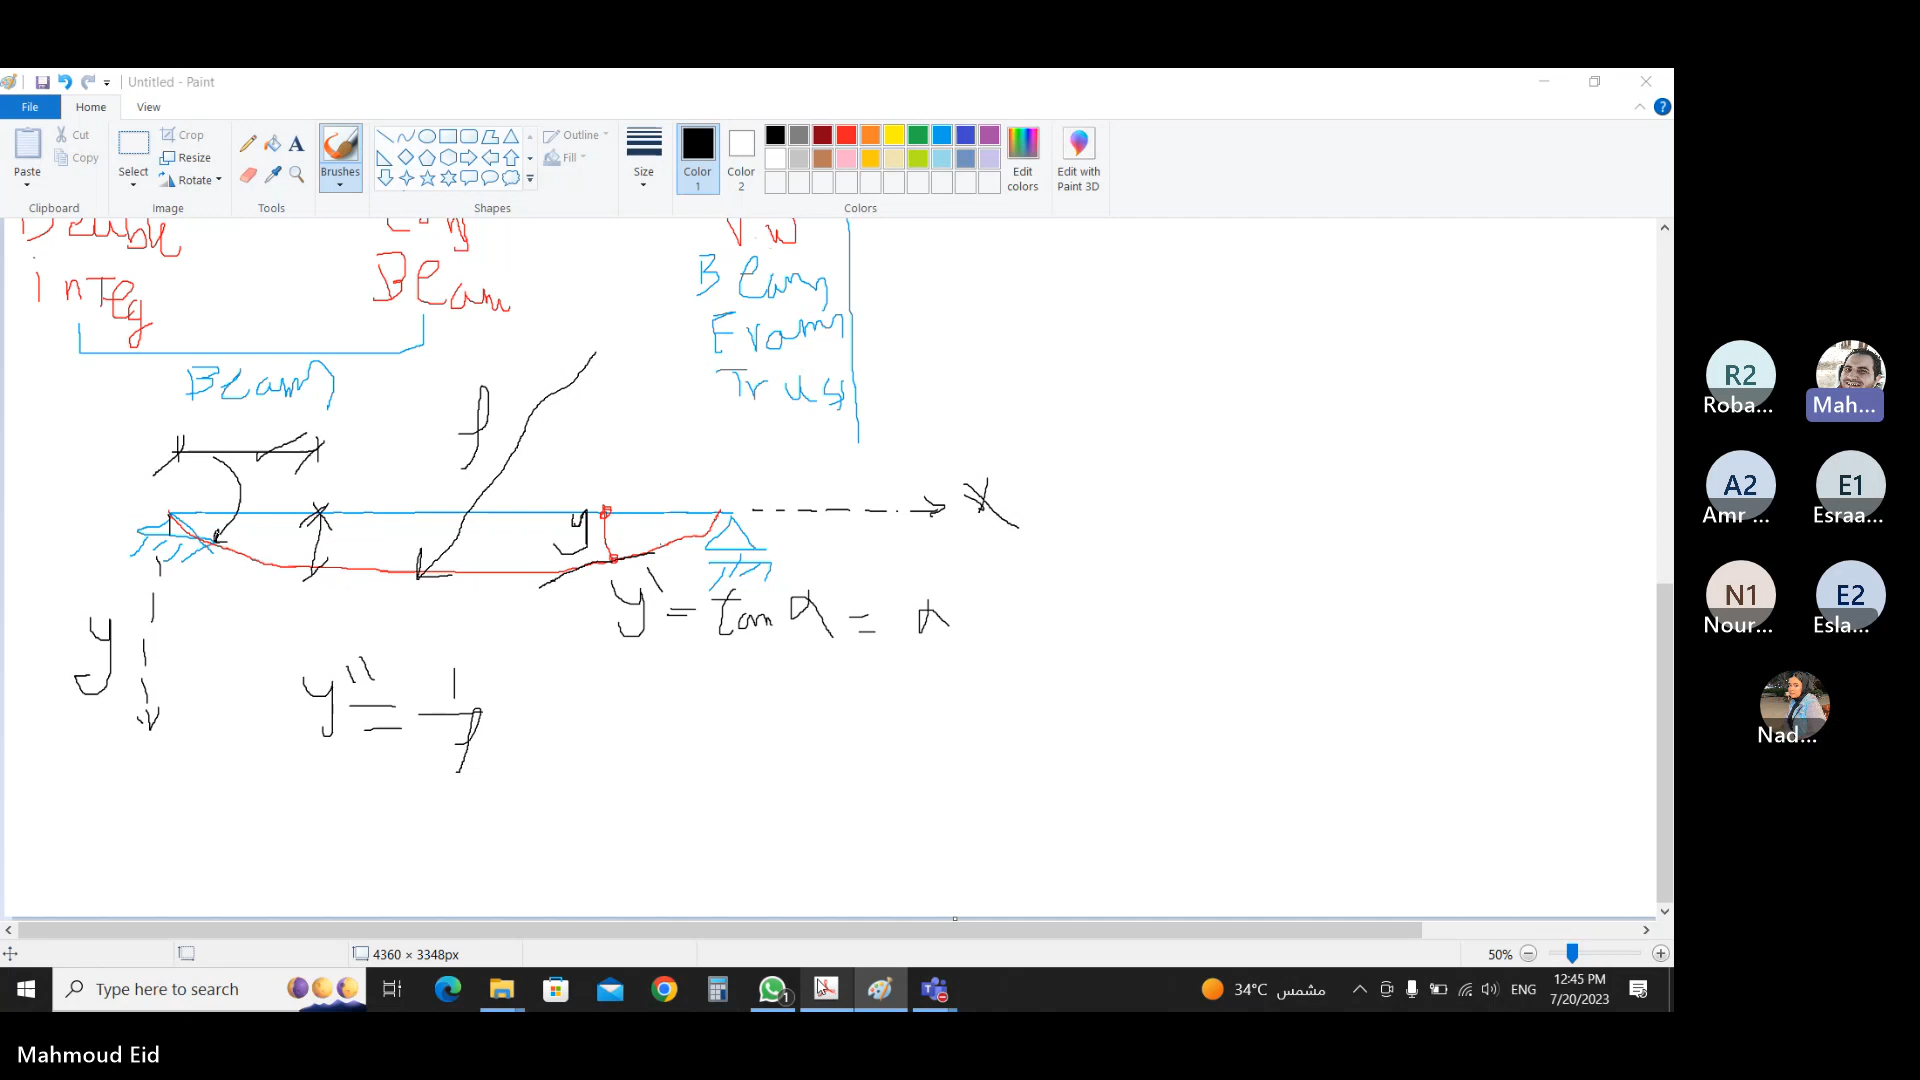 Untitled - Paint
File
Home
View
Paste
Cut
Copy
Clipboard
Select
Crop
Resize
Rotate
Image
Tools
Brushes
Shapes
Outline
Fill
Size
Color 1
Color 2
Edit colors
Edit with Paint 3D
Colors
Integ
Beam
V.W
Beam
Fram
Trus
Beam
x
y
y
y' = tan α = α
y'' = 1/ρ
4360 × 3348px
50%
Type here to search
1
34°C مشمس
ENG
12:45 PM
7/20/2023
R2
Roba...
Mah...
A2
Amr ...
E1
Esraa...
N1
Nour...
E2
Esla...
Nad...
Mahmoud Eid